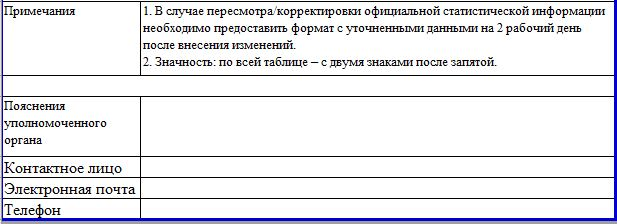 Примечания
1. В случае пересмотра/корректировки официальной статистической информации
необходимо предоставить формат с уточненными данными на 2 рабочий день
после внесения изменений.
2. Значность: по всей таблице – с двумя знаками после запятой.
Пояснения
уполномоченного
органа
Контактное лицо
Электронная почта
Телефон